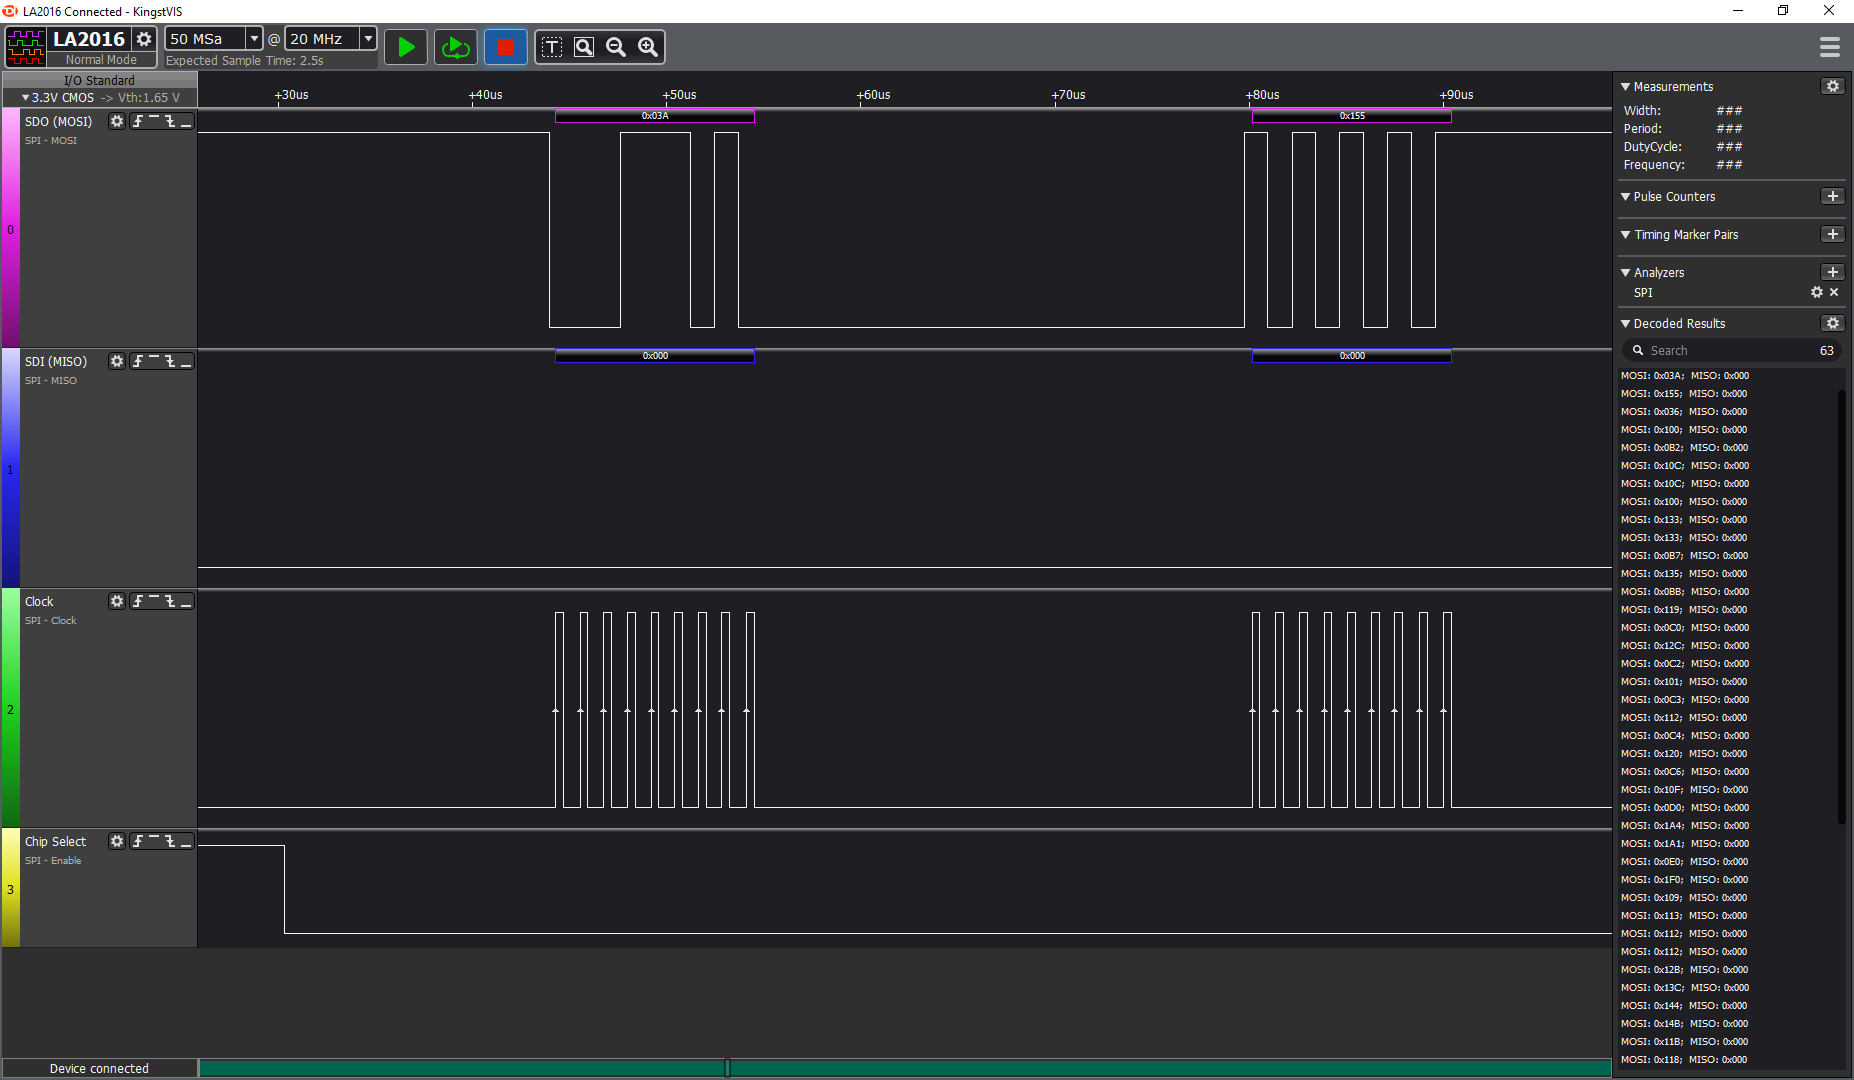 LA2016 Connected - KingstVIS
LA2016
Normal Mode
50 MSa
@
20 MHz
Expected Sample Time: 2.5s
T
I/O Standard
3.3V CMOS -> Vth:1.65 V
+30us
+40us
+50us
+60us
+70us
+80us
+90us
SDO (MOSI)
SPI - MOSI
0x03A
0x155
0
SDI (MISO)
SPI - MISO
0x000
0x000
1
Clock
SPI - Clock
2
Chip Select
SPI - Enable
3
Device connected
Measurements
Width: ###
Period: ###
DutyCycle: ###
Frequency: ###
Pulse Counters
Timing Marker Pairs
Analyzers
SPI
Decoded Results
Search 63
MOSI: 0x03A; MISO: 0x000
MOSI: 0x155; MISO: 0x000
MOSI: 0x036; MISO: 0x000
MOSI: 0x100; MISO: 0x000
MOSI: 0x0B2; MISO: 0x000
MOSI: 0x10C; MISO: 0x000
MOSI: 0x10C; MISO: 0x000
MOSI: 0x100; MISO: 0x000
MOSI: 0x133; MISO: 0x000
MOSI: 0x133; MISO: 0x000
MOSI: 0x0B7; MISO: 0x000
MOSI: 0x135; MISO: 0x000
MOSI: 0x0BB; MISO: 0x000
MOSI: 0x119; MISO: 0x000
MOSI: 0x0C0; MISO: 0x000
MOSI: 0x12C; MISO: 0x000
MOSI: 0x0C2; MISO: 0x000
MOSI: 0x101; MISO: 0x000
MOSI: 0x0C3; MISO: 0x000
MOSI: 0x112; MISO: 0x000
MOSI: 0x0C4; MISO: 0x000
MOSI: 0x120; MISO: 0x000
MOSI: 0x0C6; MISO: 0x000
MOSI: 0x10F; MISO: 0x000
MOSI: 0x0D0; MISO: 0x000
MOSI: 0x1A4; MISO: 0x000
MOSI: 0x1A1; MISO: 0x000
MOSI: 0x0E0; MISO: 0x000
MOSI: 0x1F0; MISO: 0x000
MOSI: 0x109; MISO: 0x000
MOSI: 0x113; MISO: 0x000
MOSI: 0x112; MISO: 0x000
MOSI: 0x112; MISO: 0x000
MOSI: 0x12B; MISO: 0x000
MOSI: 0x13C; MISO: 0x000
MOSI: 0x144; MISO: 0x000
MOSI: 0x14B; MISO: 0x000
MOSI: 0x11B; MISO: 0x000
MOSI: 0x118; MISO: 0x000